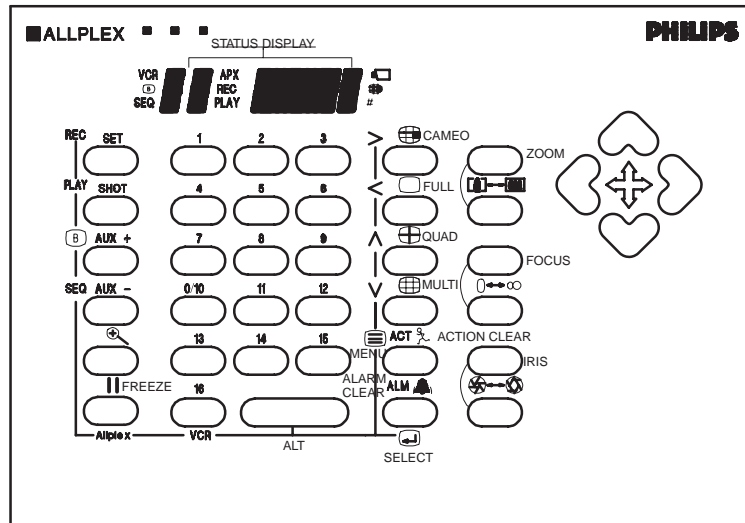 ALLPLEX
PHILIPS
STATUS DISPLAY
VCR APX
B REC
SEQ PLAY #
REC SET 1 2 3 > CAMEO
ZOOM
PLAY SHOT 4 5 6 < FULL
B AUX + 7 8 9 ∧ QUAD
FOCUS
SEQ AUX - 0/10 11 12 ∨ MULTI
13 14 15 MENU ACT ACTION CLEAR
IRIS
FREEZE 16 ALARM CLEAR ALM
Allplex VCR ALT
SELECT